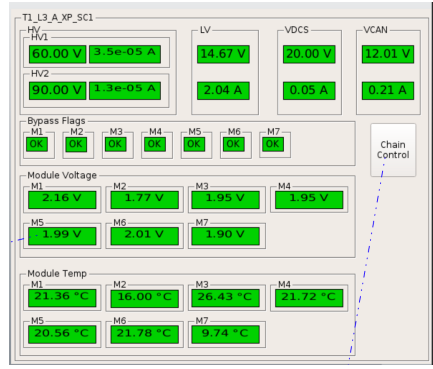 T1_L3_A_XP_SC1
HV
LV
VDCS
VCAN
HV1
60.00 V 3.5e-05 A
14.67 V
20.00 V
12.01 V
HV2
90.00 V 1.3e-05 A
2.04 A
0.05 A
0.21 A
Bypass Flags
M1 M2 M3 M4 M5 M6 M7
OK OK OK OK OK OK OK
Chain
Control
Module Voltage
M1 M2 M3 M4
2.16 V 1.77 V 1.95 V 1.95 V
M5 M6 M7
1.99 V 2.01 V 1.90 V
Module Temp
M1 M2 M3 M4
21.36 °C 16.00 °C 26.43 °C 21.72 °C
M5 M6 M7
20.56 °C 21.78 °C 9.74 °C